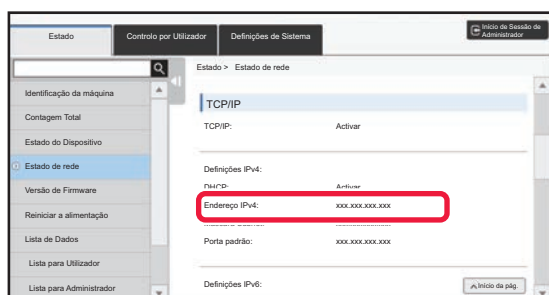 Estado
Controlo por Utilizador
Definições de Sistema
Início de Sessão de
Administrador
Estado > Estado de rede
Identificação da máquina
Contagem Total
Estado do Dispositivo
Estado de rede
Versão de Firmware
Reiniciar a alimentação
Lista de Dados
Lista para Utilizador
Lista para Administrador
TCP/IP
TCP/IP: Activar
Definições IPv4:
DHCP: Activar
Endereço IPv4: xxx.xxx.xxx.xxx
Porta padrão: xxx.xxx.xxx.xxx
Definições IPv6:
Início da pág.